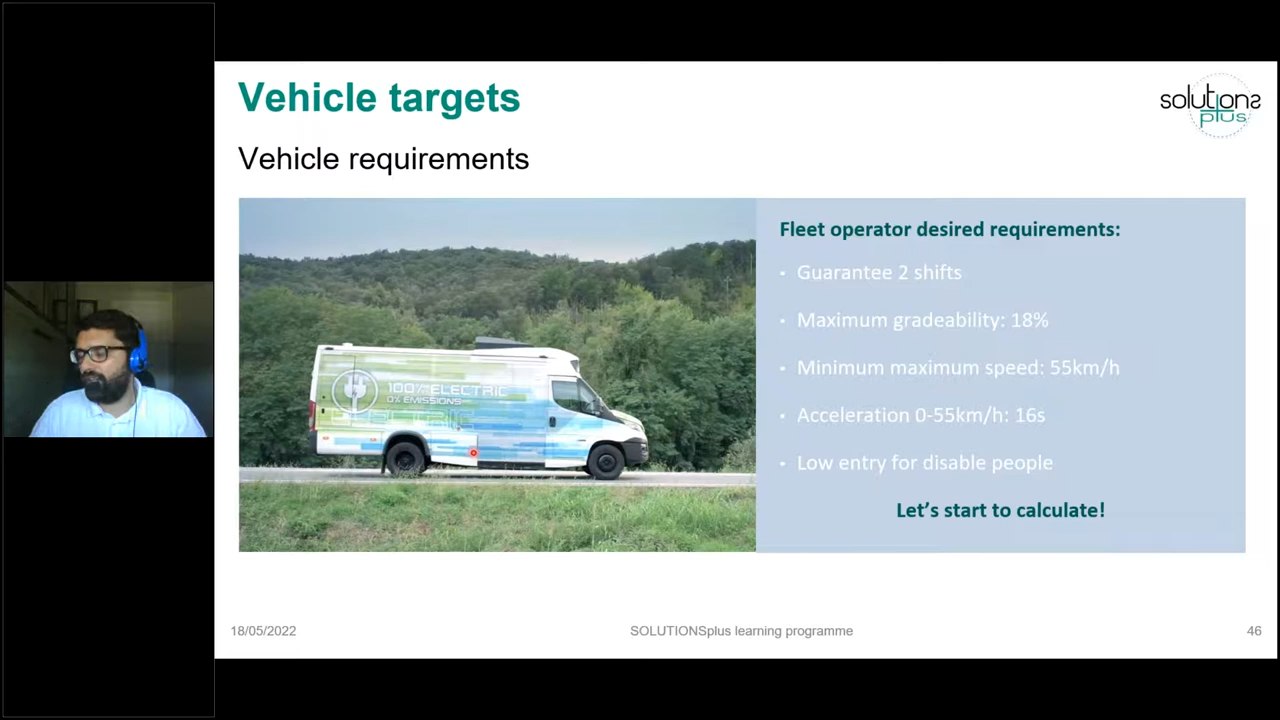 Vehicle targets
solutions
plus
Vehicle requirements
100% ELECTRIC
0% EMISSIONS
Fleet operator desired requirements:
· Guarantee 2 shifts
· Maximum gradeability: 18%
· Minimum maximum speed: 55km/h
· Acceleration 0-55km/h: 16s
· Low entry for disable people
Let's start to calculate!
18/05/2022
SOLUTIONSplus learning programme
46